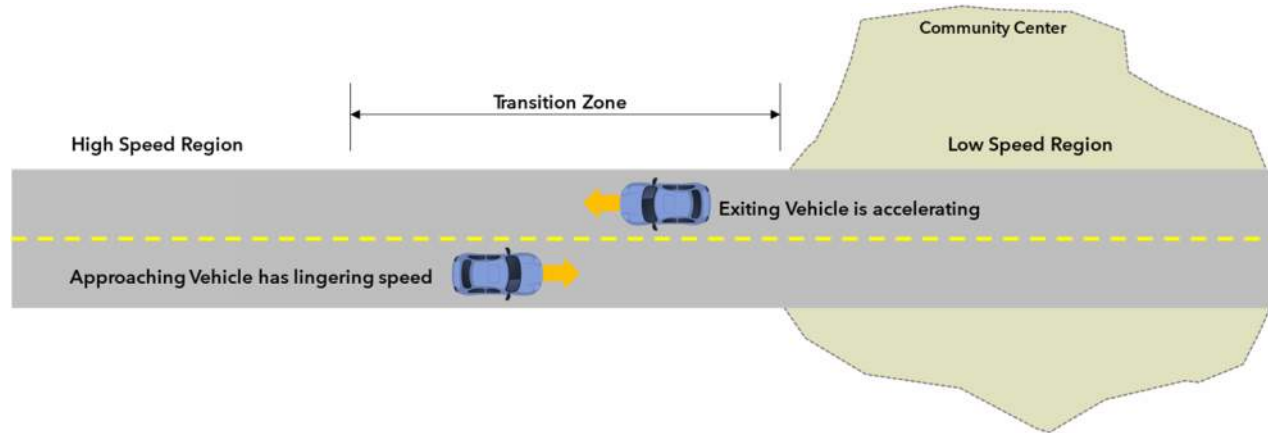 Community Center
Transition Zone
High Speed Region
Low Speed Region
Exiting Vehicle is accelerating
Approaching Vehicle has lingering speed